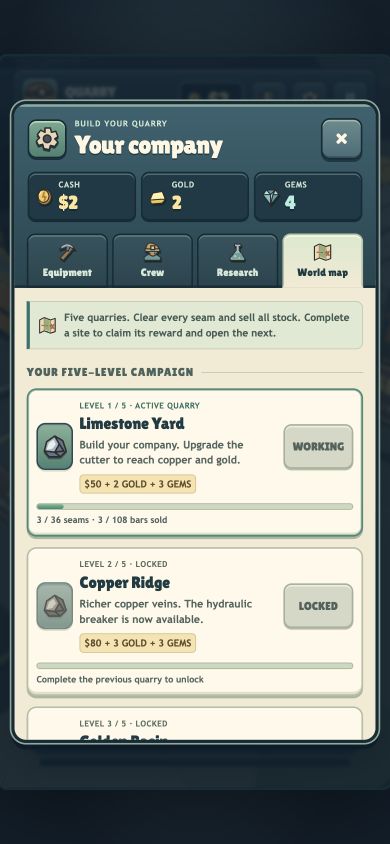 QUARRY
BUILD YOUR QUARRY
Your company
CASH
$2
GOLD
2
GEMS
4
Equipment
Crew
Research
World map
Five quarries. Clear every seam and sell all stock. Complete
a site to claim its reward and open the next.
YOUR FIVE-LEVEL CAMPAIGN
LEVEL 1 / 5 · ACTIVE QUARRY
Limestone Yard
Build your company. Upgrade the
cutter to reach copper and gold.
WORKING
$50 + 2 GOLD + 3 GEMS
3 / 36 seams · 3 / 108 bars sold
LEVEL 2 / 5 · LOCKED
Copper Ridge
Richer copper veins. The hydraulic
breaker is now available.
LOCKED
$80 + 3 GOLD + 3 GEMS
Complete the previous quarry to unlock
LEVEL 3 / 5 · LOCKED
Golden Basin